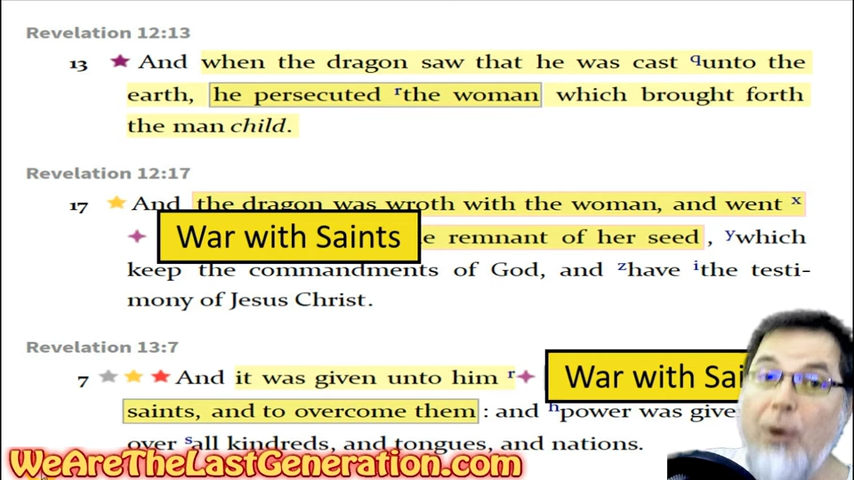 Revelation 12:13
13 And when the dragon saw that he was cast q unto the
earth, he persecuted r the woman which brought forth
the man child.
Revelation 12:17
17 And the dragon was wroth with the woman, and went x
War with Saints remnant of her seed, y which
keep the commandments of God, and z have i the testi-
mony of Jesus Christ.
Revelation 13:7
7 And it was given unto him r War with
saints, and to overcome them : and h power was
over s all kindreds, and tongues, and nations.
WeAreTheLastGeneration.com